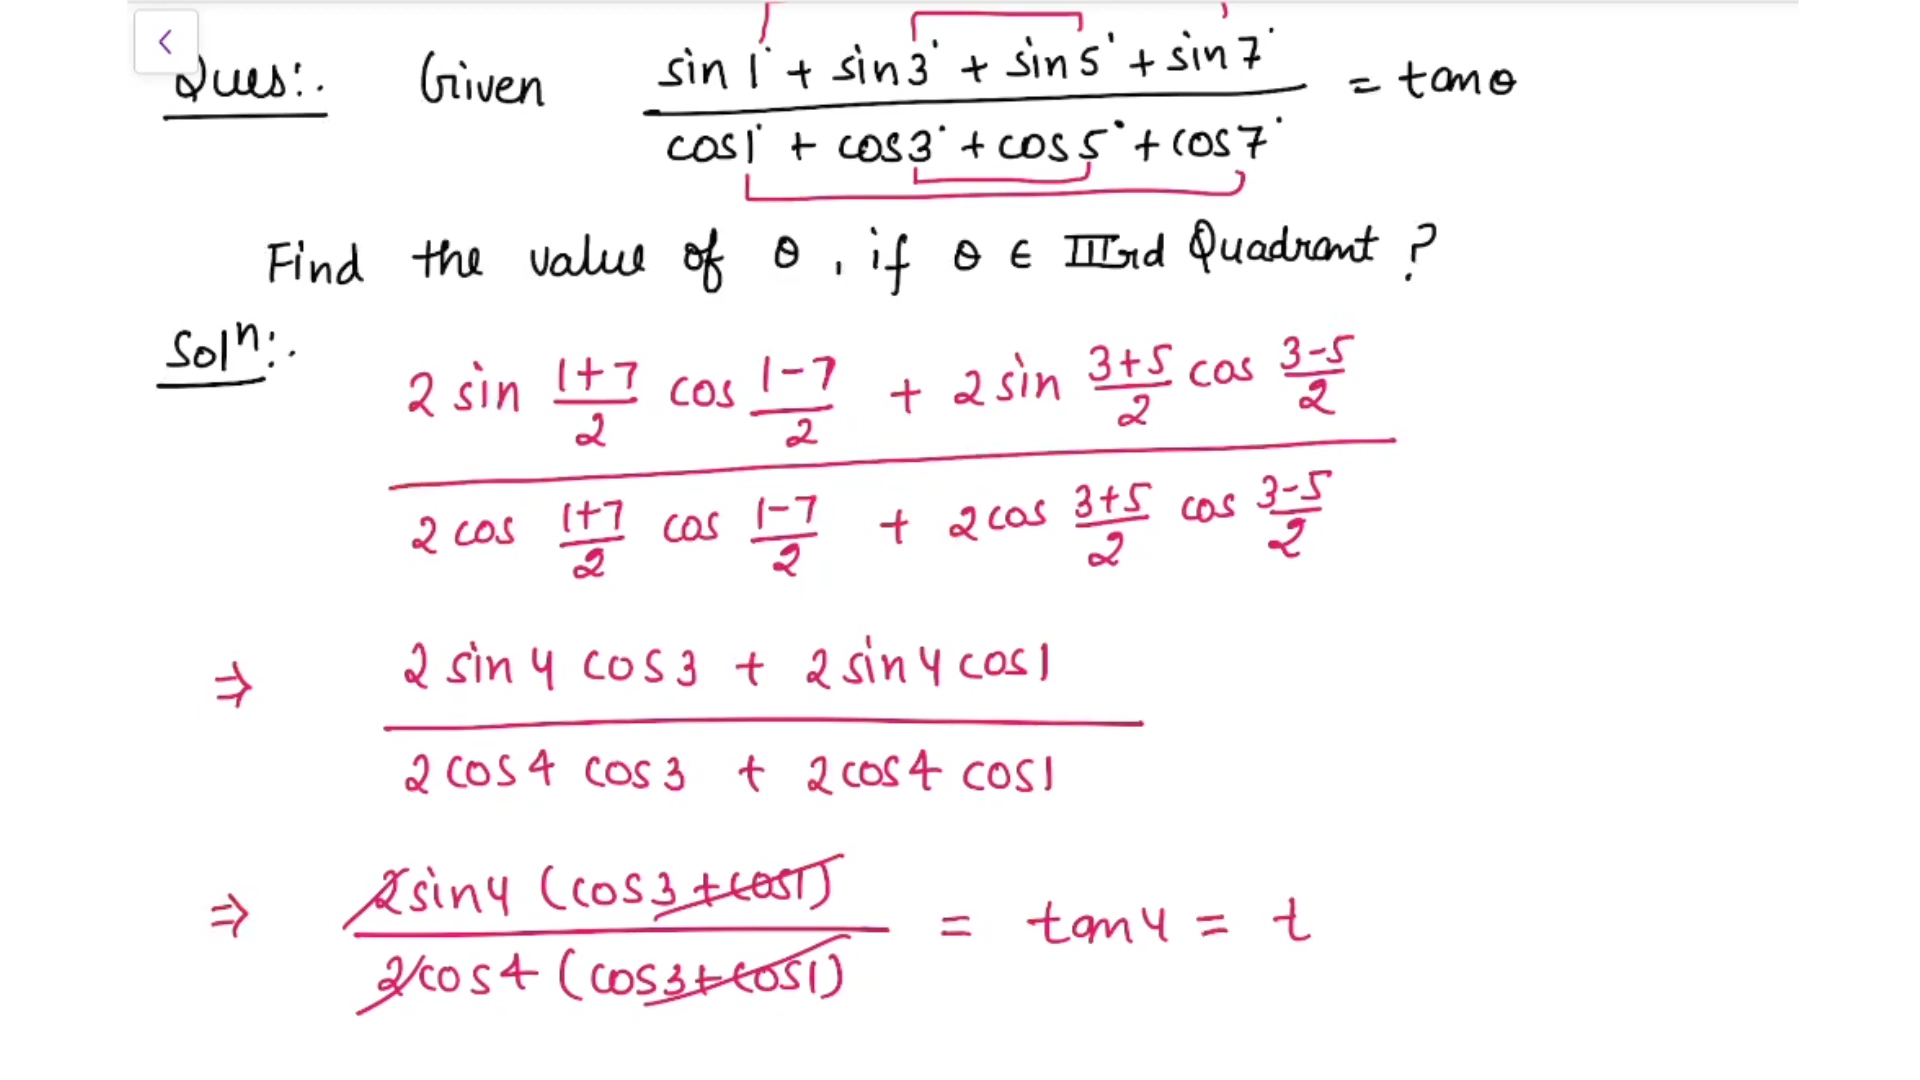 Ques:. Given sin 1° + sin 3° + sin 5° + sin 7° / cos 1° + cos 3° + cos 5° + cos 7° = tan θ
Find the value of θ, if θ ∈ IIIrd Quadrant ?
Solⁿ:.
2 sin (1+7)/2 cos (1-7)/2 + 2 sin (3+5)/2 cos (3-5)/2
2 cos (1+7)/2 cos (1-7)/2 + 2 cos (3+5)/2 cos (3-5)/2
⇒ 2 sin 4 cos 3 + 2 sin 4 cos 1
2 cos 4 cos 3 + 2 cos 4 cos 1
⇒ 2 sin 4 (cos 3 + cos 1) / 2 cos 4 (cos 3 + cos 1) = tan 4 = t